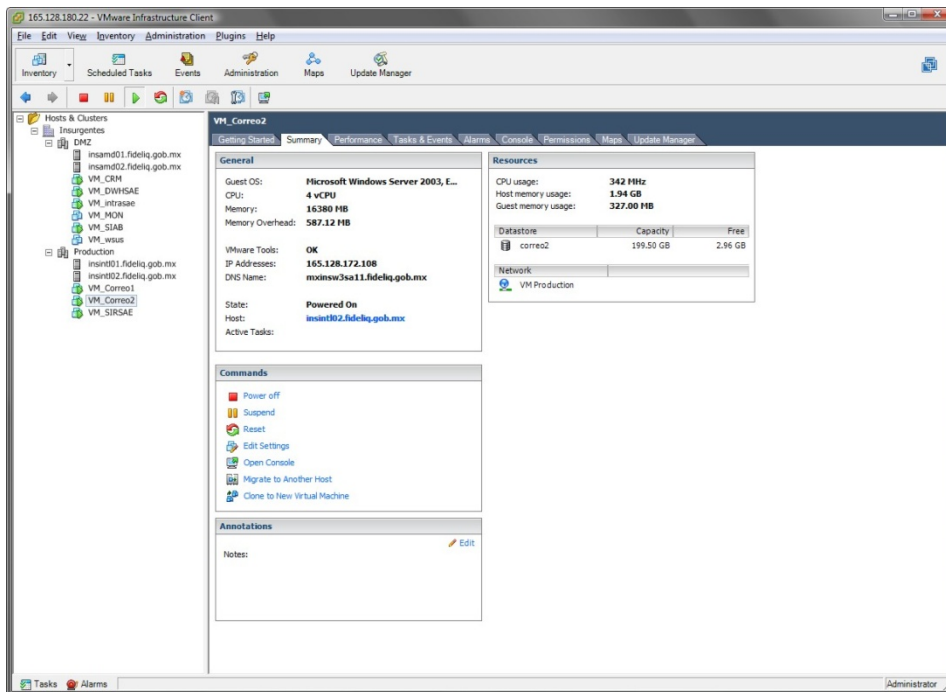 165.128.180.22 - VMware Infrastructure Client
File Edit View Inventory Administration Plugins Help
Inventory Scheduled Tasks Events Administration Maps Update Manager
Hosts & Clusters
Insurgentes
DMZ
insamd01.fideliq.gob.mx
insamd02.fideliq.gob.mx
VM_CRM
VM_DWHSAE
VM_intrasae
VM_MON
VM_SIAB
VM_wsus
Production
insintl01.fideliq.gob.mx
insintl02.fideliq.gob.mx
VM_Correo1
VM_Correo2
VM_SIRSAE
VM_Correo2
Getting Started Summary Performance Tasks & Events Alarms Console Permissions Maps Update Manager
General
Guest OS: Microsoft Windows Server 2003, E...
CPU: 4 vCPU
Memory: 16380 MB
Memory Overhead: 587.12 MB
VMware Tools: OK
IP Addresses: 165.128.172.108
DNS Name: mxinsw3sa11.fideliq.gob.mx
State: Powered On
Host: insintl02.fideliq.gob.mx
Active Tasks:
Commands
Power off
Suspend
Reset
Edit Settings
Open Console
Migrate to Another Host
Clone to New Virtual Machine
Annotations
Edit
Notes:
Resources
CPU usage: 342 MHz
Host memory usage: 1.94 GB
Guest memory usage: 327.00 MB
Datastore Capacity Free
correo2 199.50 GB 2.96 GB
Network
VM Production
Tasks Alarms Administrator